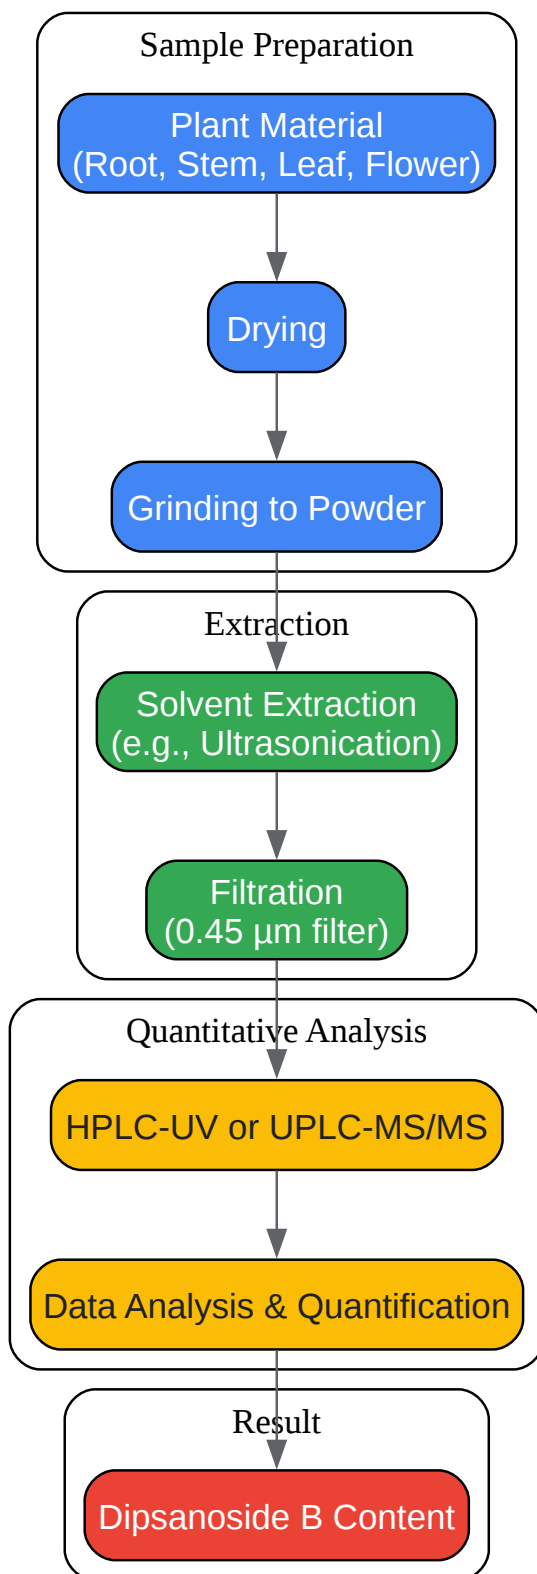 Sample Preparation
Plant Material
(Root, Stem, Leaf, Flower)
Drying
Grinding to Powder
Extraction
Solvent Extraction
(e.g., Ultrasonication)
Filtration
(0.45 µm filter)
Quantitative Analysis
HPLC-UV or UPLC-MS/MS
Data Analysis & Quantification
Result
Dipsanoside B Content